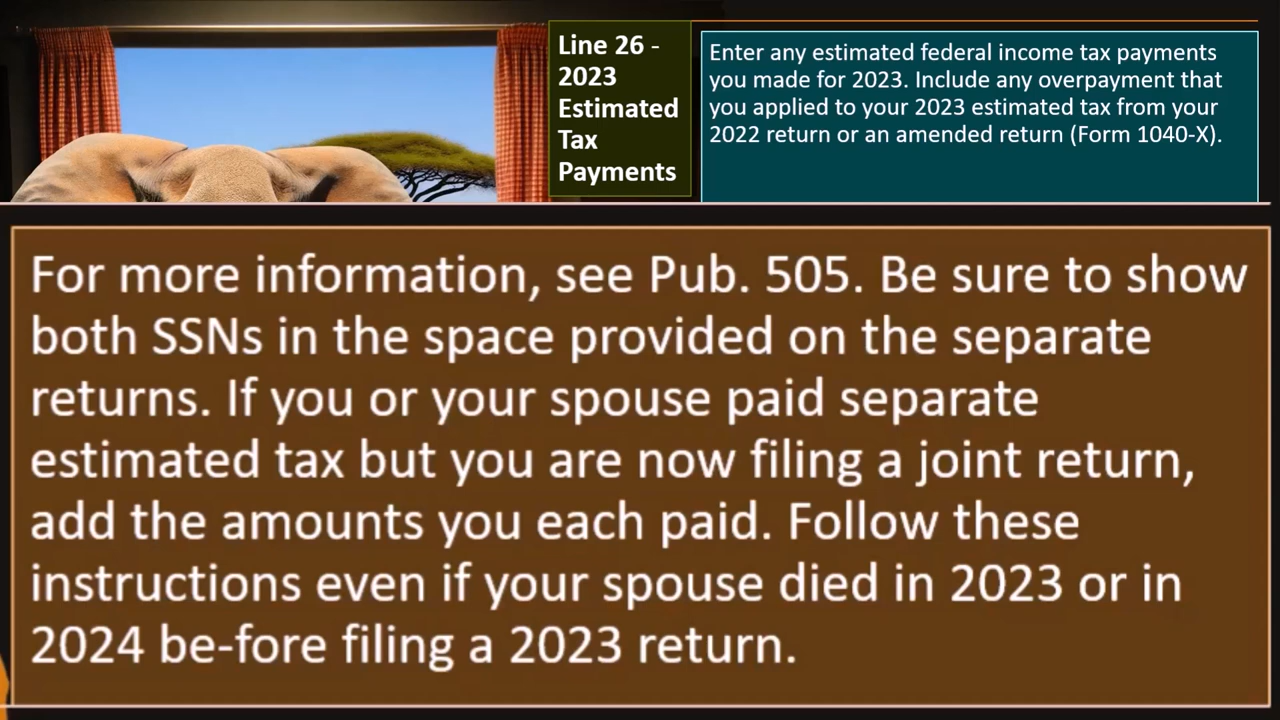 Line 26 -
2023
Estimated
Tax
Payments
Enter any estimated federal income tax payments
you made for 2023. Include any overpayment that
you applied to your 2023 estimated tax from your
2022 return or an amended return (Form 1040-X).
For more information, see Pub. 505. Be sure to show
both SSNs in the space provided on the separate
returns. If you or your spouse paid separate
estimated tax but you are now filing a joint return,
add the amounts you each paid. Follow these
instructions even if your spouse died in 2023 or in
2024 be-fore filing a 2023 return.